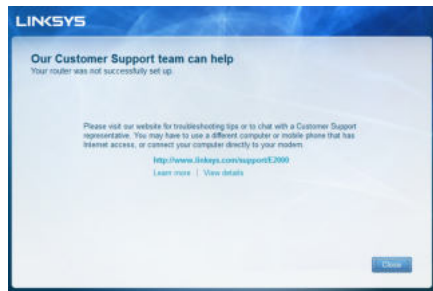 LINKSYS
Our Customer Support team can help
Your router was not successfully set up.
Please visit our website for troubleshooting tips or to chat with a Customer Support
representative. You may have to use a different computer or mobile phone that has
Internet access, or connect your computer directly to your modem.
http://www.linksys.com/support/E2000
Learn more | View details
Close